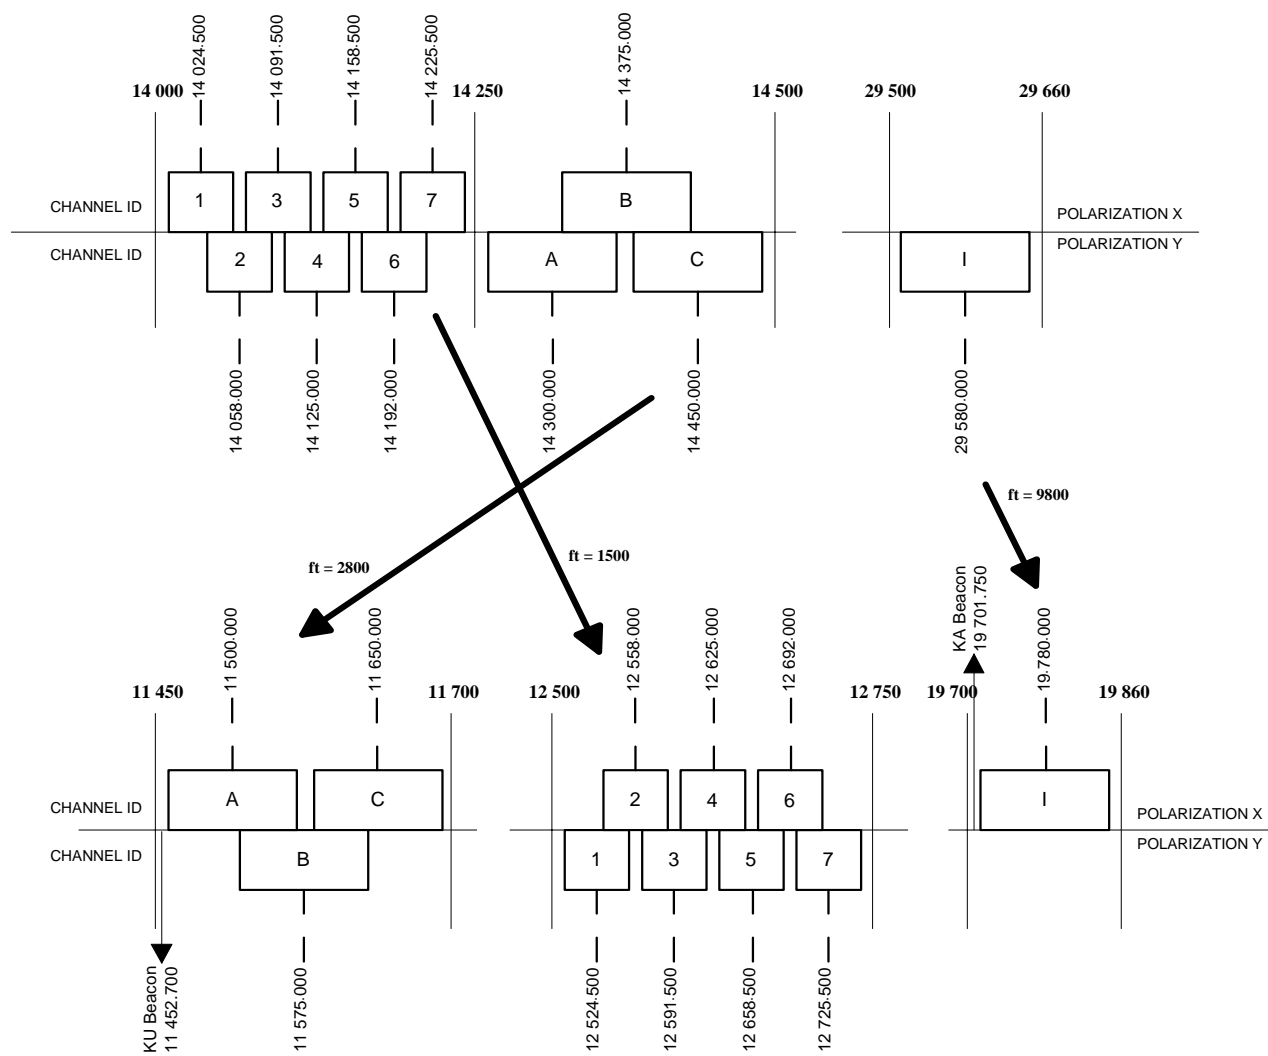 14 024.500
14 091.500
14 158.500
14 225.500
14 375.000
14 000
14 250
14 500
29 500
29 660
1
3
5
7
B
CHANNEL ID
POLARIZATION X
CHANNEL ID
POLARIZATION Y
2
4
6
A
C
I
14 058.000
14 125.000
14 192.000
14 300.000
14 450.000
29 580.000
ft = 9800
ft = 1500
ft = 2800
KA Beacon
19 701.750
11 500.000
11 650.000
12 558.000
12 625.000
12 692.000
19.780.000
11 450
11 700
12 500
12 750
19 700
19 860
A
C
2
4
6
I
CHANNEL ID
POLARIZATION X
CHANNEL ID
POLARIZATION Y
B
1
3
5
7
KU Beacon
11 452.700
11 575.000
12 524.500
12 591.500
12 658.500
12 725.500